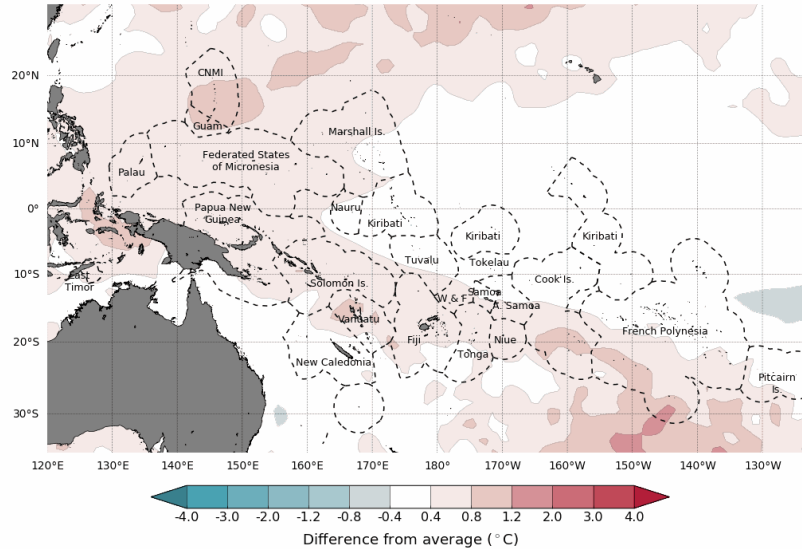 20°N
10°N
0°
10°S
20°S
30°S
CNMI
Guam
Marshall Is.
Federated States
of Micronesia
Palau
Papua New
Guinea
Nauru
Kiribati
Kiribati
Kiribati
Tuvalu
Tokelau
East
Timor
Solomon Is.
Cook Is.
W & F
Samoa
A. Samoa
Vanuatu
Fiji
Niue
French Polynesia
Tonga
New Caledonia
Pitcairn
Is.
120°E 130°E 140°E 150°E 160°E 170°E 180° 170°W 160°W 150°W 140°W 130°W
-4.0 -3.0 -2.0 -1.2 -0.8 -0.4 0.4 0.8 1.2 2.0 3.0 4.0
Difference from average (°C)